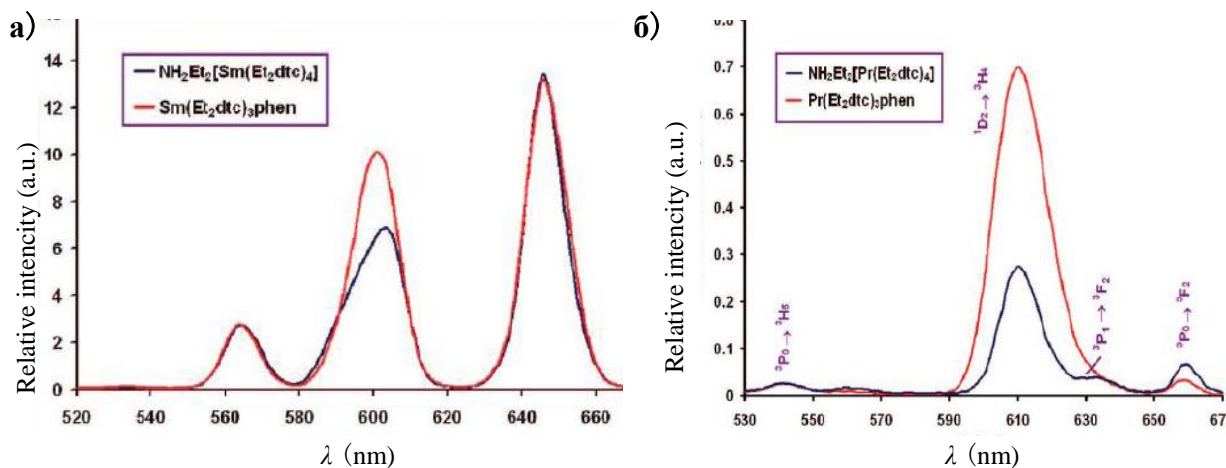 а)
14
12
10
8
6
4
2
0
520
540
560
580
600
620
640
660
NH₂Et₂[Sm(Et₂dtc)₄]
Sm(Et₂dtc)₃phen
Relative intencity (a.u.)
λ (nm)
б)
0.8
0.7
0.6
0.5
0.4
0.3
0.2
0.1
0
530
550
570
590
610
630
650
67
NH₂Et₂[Pr(Et₂dtc)₄]
Pr(Et₂dtc)₃phen
³P₀→³H₅
¹D₂→³H₄
³P₁→³F₂
³P₀→³F₂
Relative intencity (a.u.)
λ (nm)